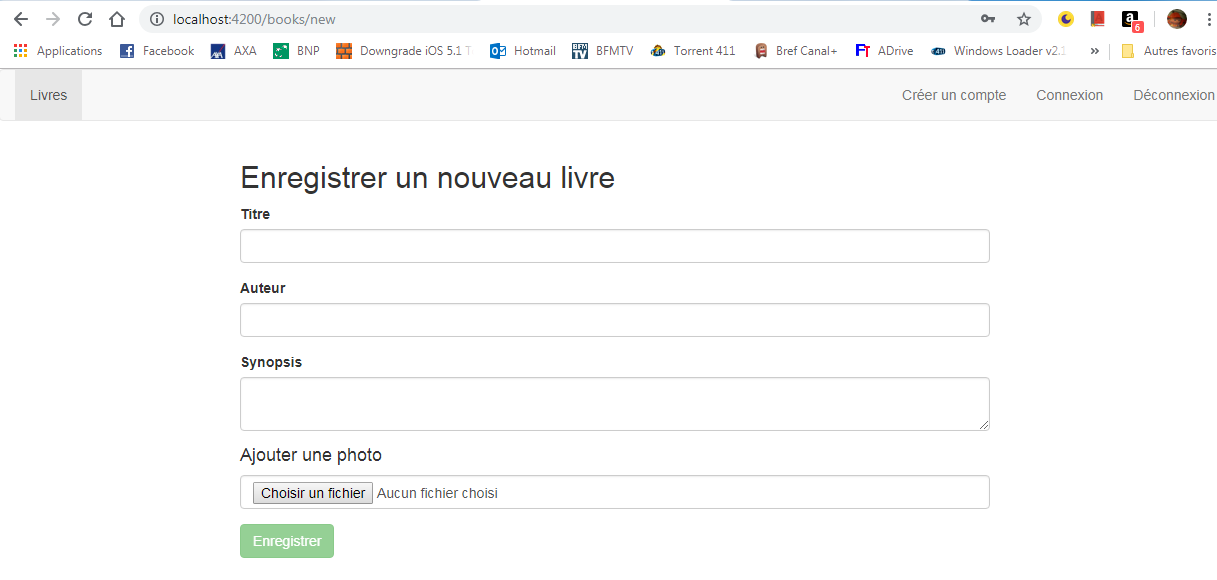 localhost:4200/books/new
Applications Facebook AXA BNP Downgrade iOS 5.1 Hotmail BFMTV Torrent 411 Bref Canal+ ADrive Windows Loader v2.1 » Autres favoris
Livres Créer un compte Connexion Déconnexion
Enregistrer un nouveau livre
Titre
Auteur
Synopsis
Ajouter une photo
Choisir un fichier Aucun fichier choisi
Enregistrer